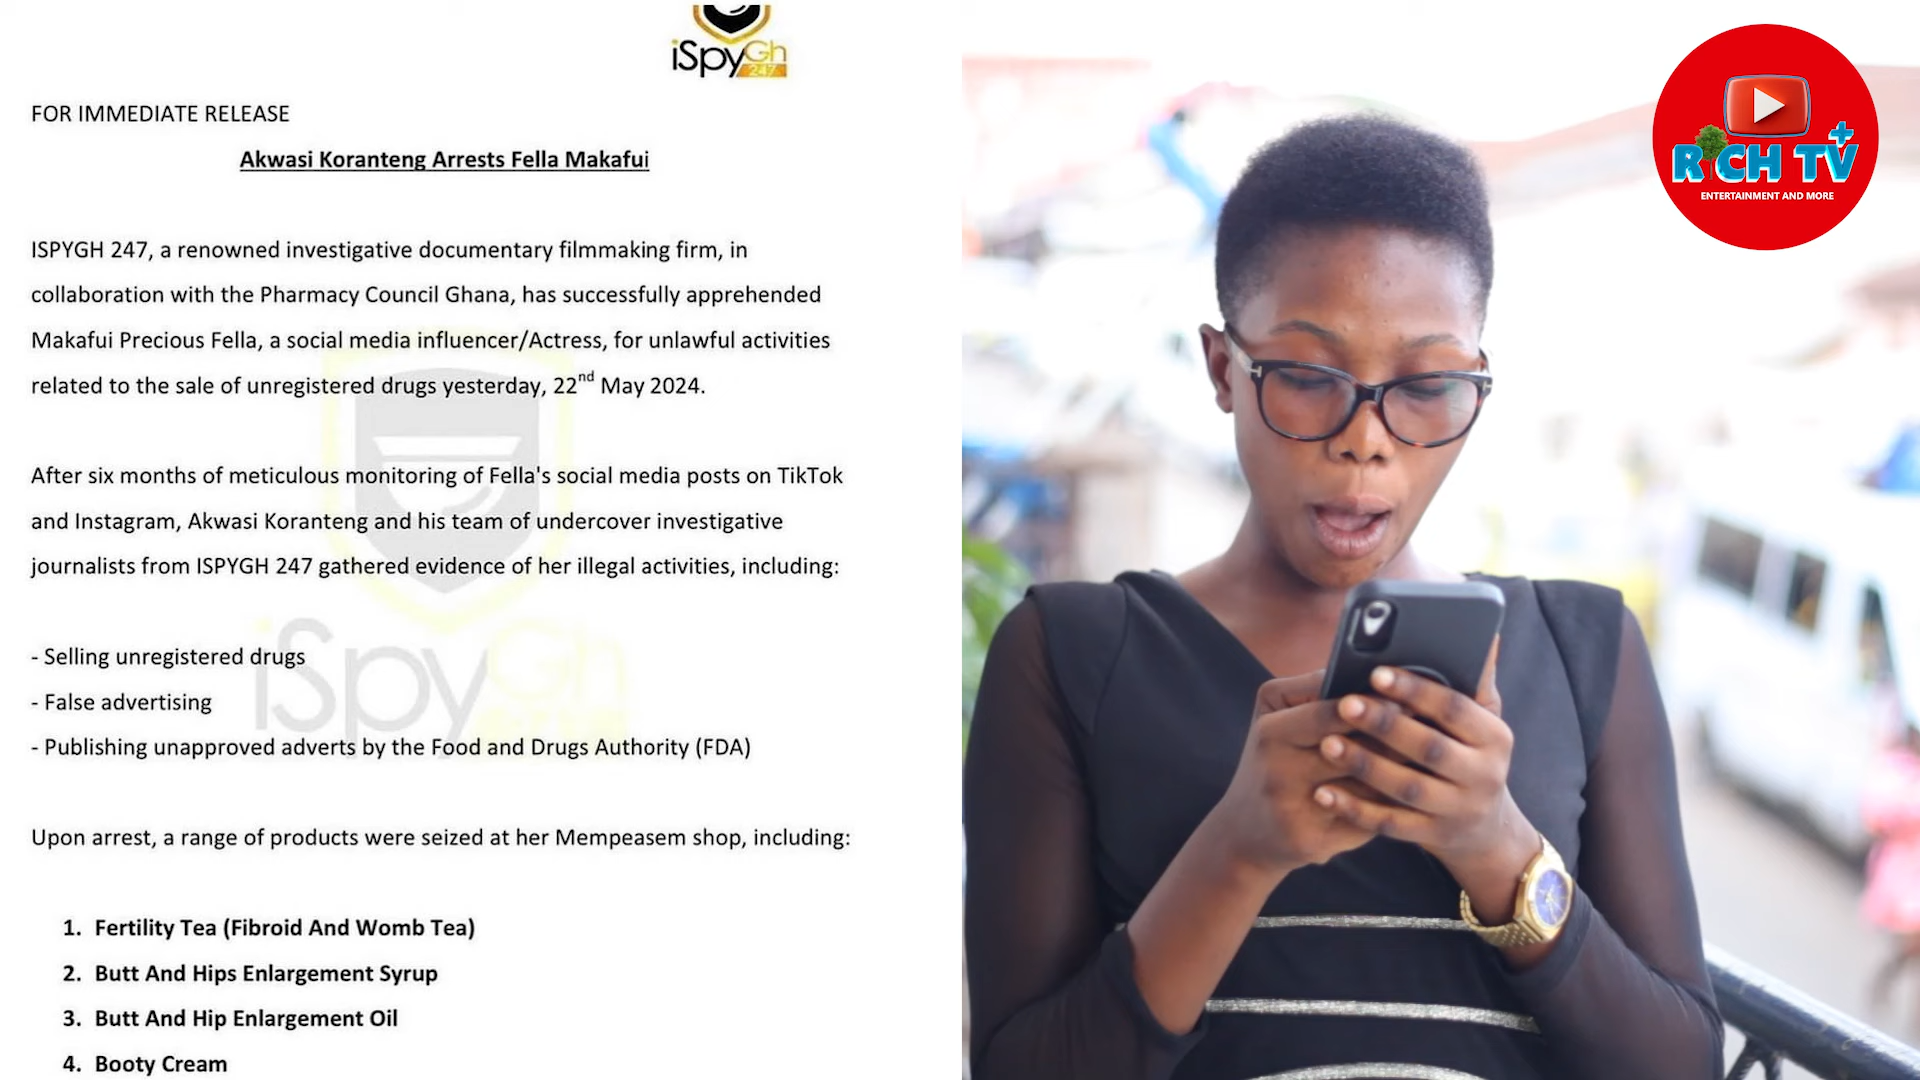 iSpyGh
247
FOR IMMEDIATE RELEASE
Akwasi Koranteng Arrests Fella Makafui
ISPYGH 247, a renowned investigative documentary filmmaking firm, in
collaboration with the Pharmacy Council Ghana, has successfully apprehended
Makafui Precious Fella, a social media influencer/Actress, for unlawful activities
related to the sale of unregistered drugs yesterday, 22nd May 2024.
After six months of meticulous monitoring of Fella's social media posts on TikTok
and Instagram, Akwasi Koranteng and his team of undercover investigative
journalists from ISPYGH 247 gathered evidence of her illegal activities, including:
- Selling unregistered drugs
- False advertising
- Publishing unapproved adverts by the Food and Drugs Authority (FDA)
Upon arrest, a range of products were seized at her Mempeasem shop, including:
1. Fertility Tea (Fibroid And Womb Tea)
2. Butt And Hips Enlargement Syrup
3. Butt And Hip Enlargement Oil
4. Booty Cream
iSpyGh
RICH TV+
ENTERTAINMENT AND MORE